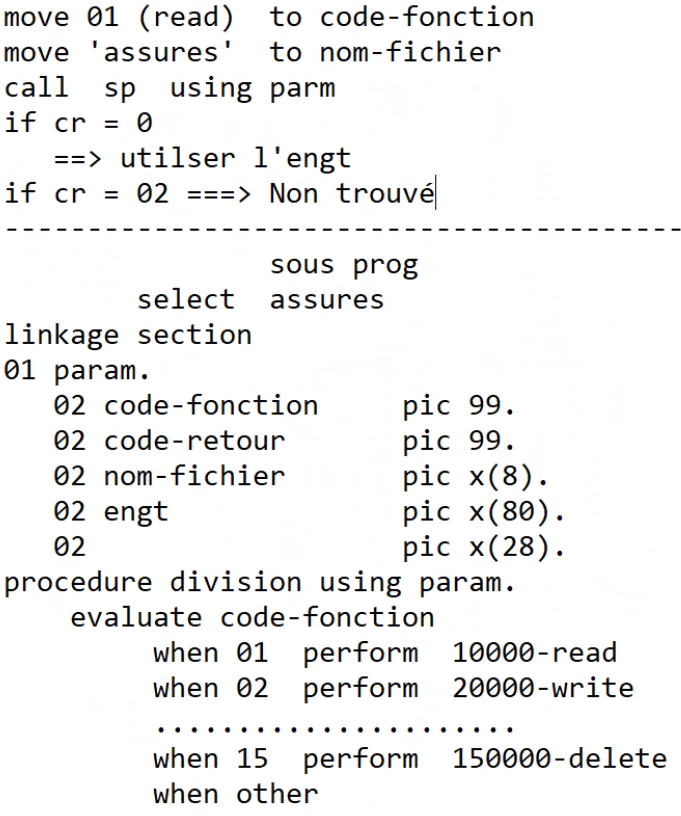 move 01 (read)  to code-fonction
move 'assures'  to nom-fichier
call  sp  using parm
if cr = 0
   ==> utilser l'engt
if cr = 02 ===> Non trouvé
-----------------------------------------
                sous prog
        select  assures
linkage section
01 param.
   02 code-fonction     pic 99.
   02 code-retour       pic 99.
   02 nom-fichier       pic x(8).
   02 engt              pic x(80).
   02                   pic x(28).
procedure division using param.
    evaluate code-fonction
         when 01  perform  10000-read
         when 02  perform  20000-write
         ......................
         when 15  perform  150000-delete
         when other